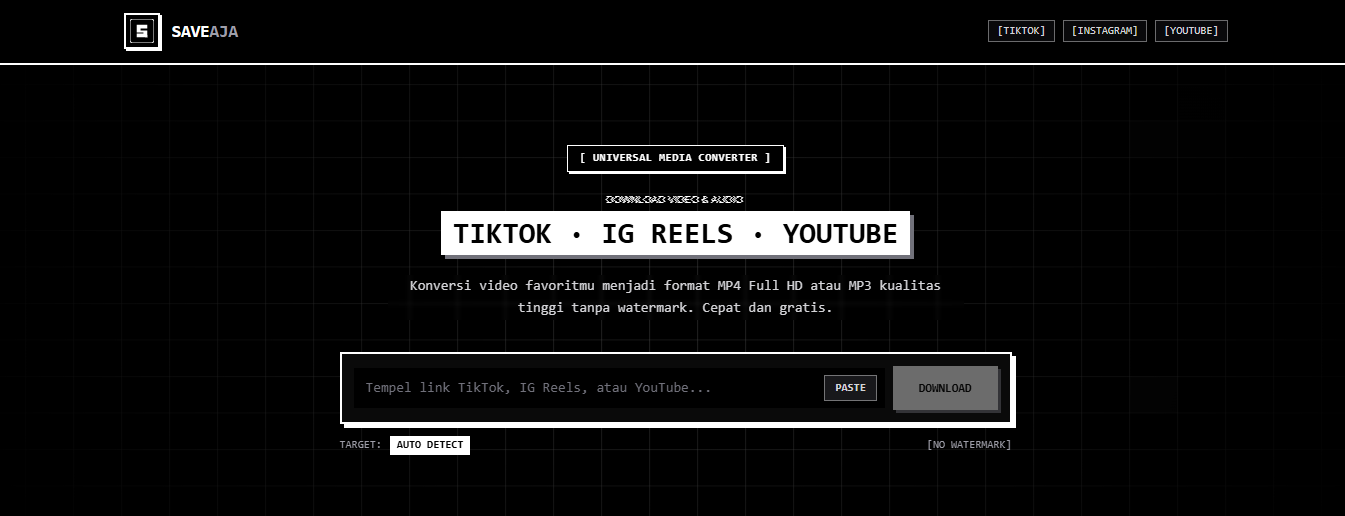 SAVEAJA
[TIKTOK] [INSTAGRAM] [YOUTUBE]
[ UNIVERSAL MEDIA CONVERTER ]
DOWNLOAD VIDEO & AUDIO
TIKTOK · IG REELS · YOUTUBE
Konversi video favoritmu menjadi format MP4 Full HD atau MP3 kualitas
tinggi tanpa watermark. Cepat dan gratis.
Tempel link TikTok, IG Reels, atau YouTube... PASTE DOWNLOAD
TARGET: AUTO DETECT [NO WATERMARK]